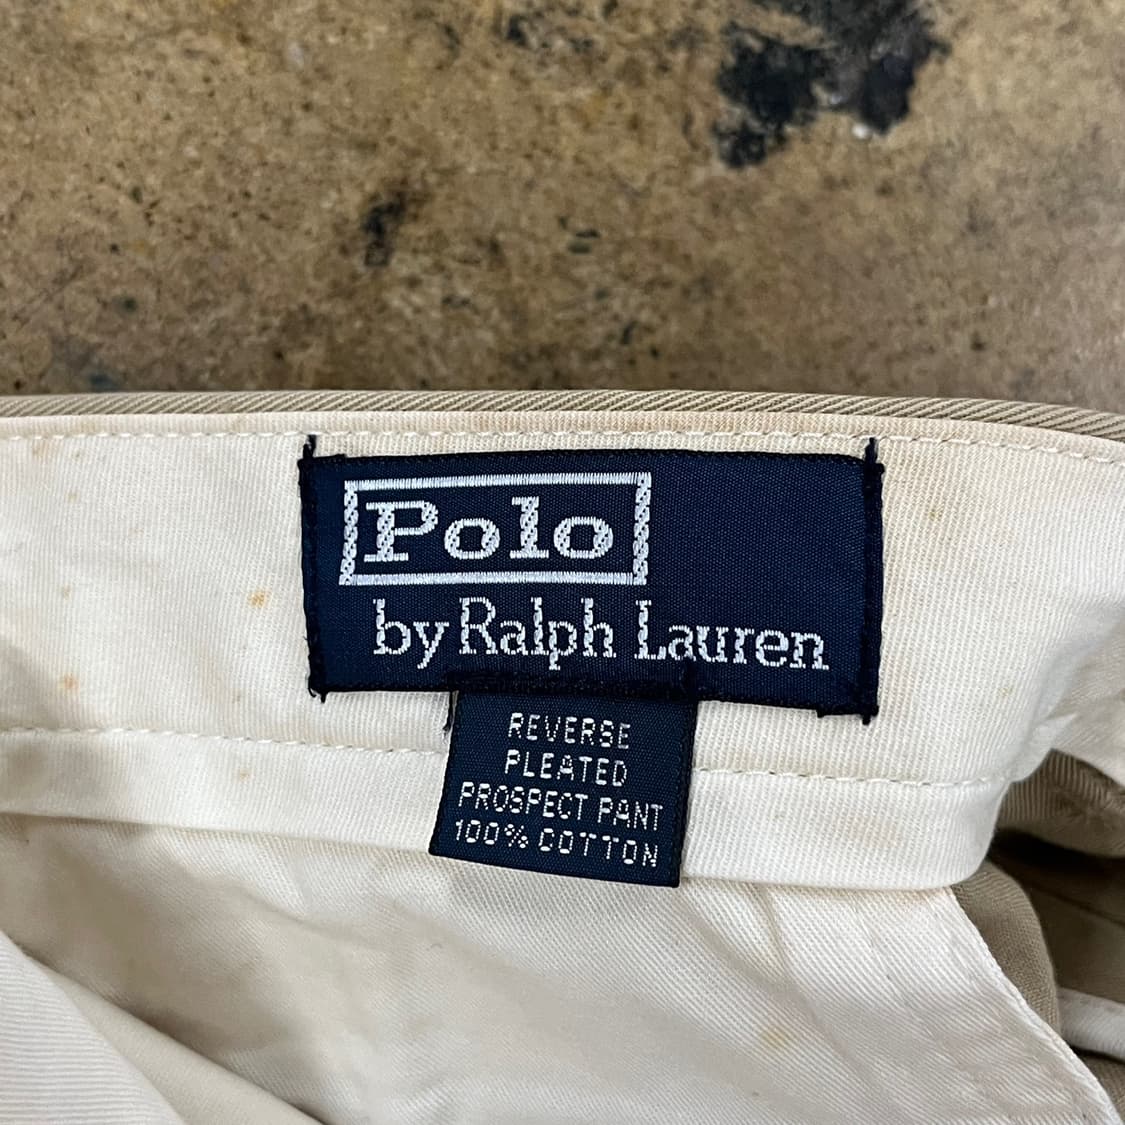 Polo
by Ralph Lauren
REVERSE
PLEATED
PROSPECT PANT
100% COTTON